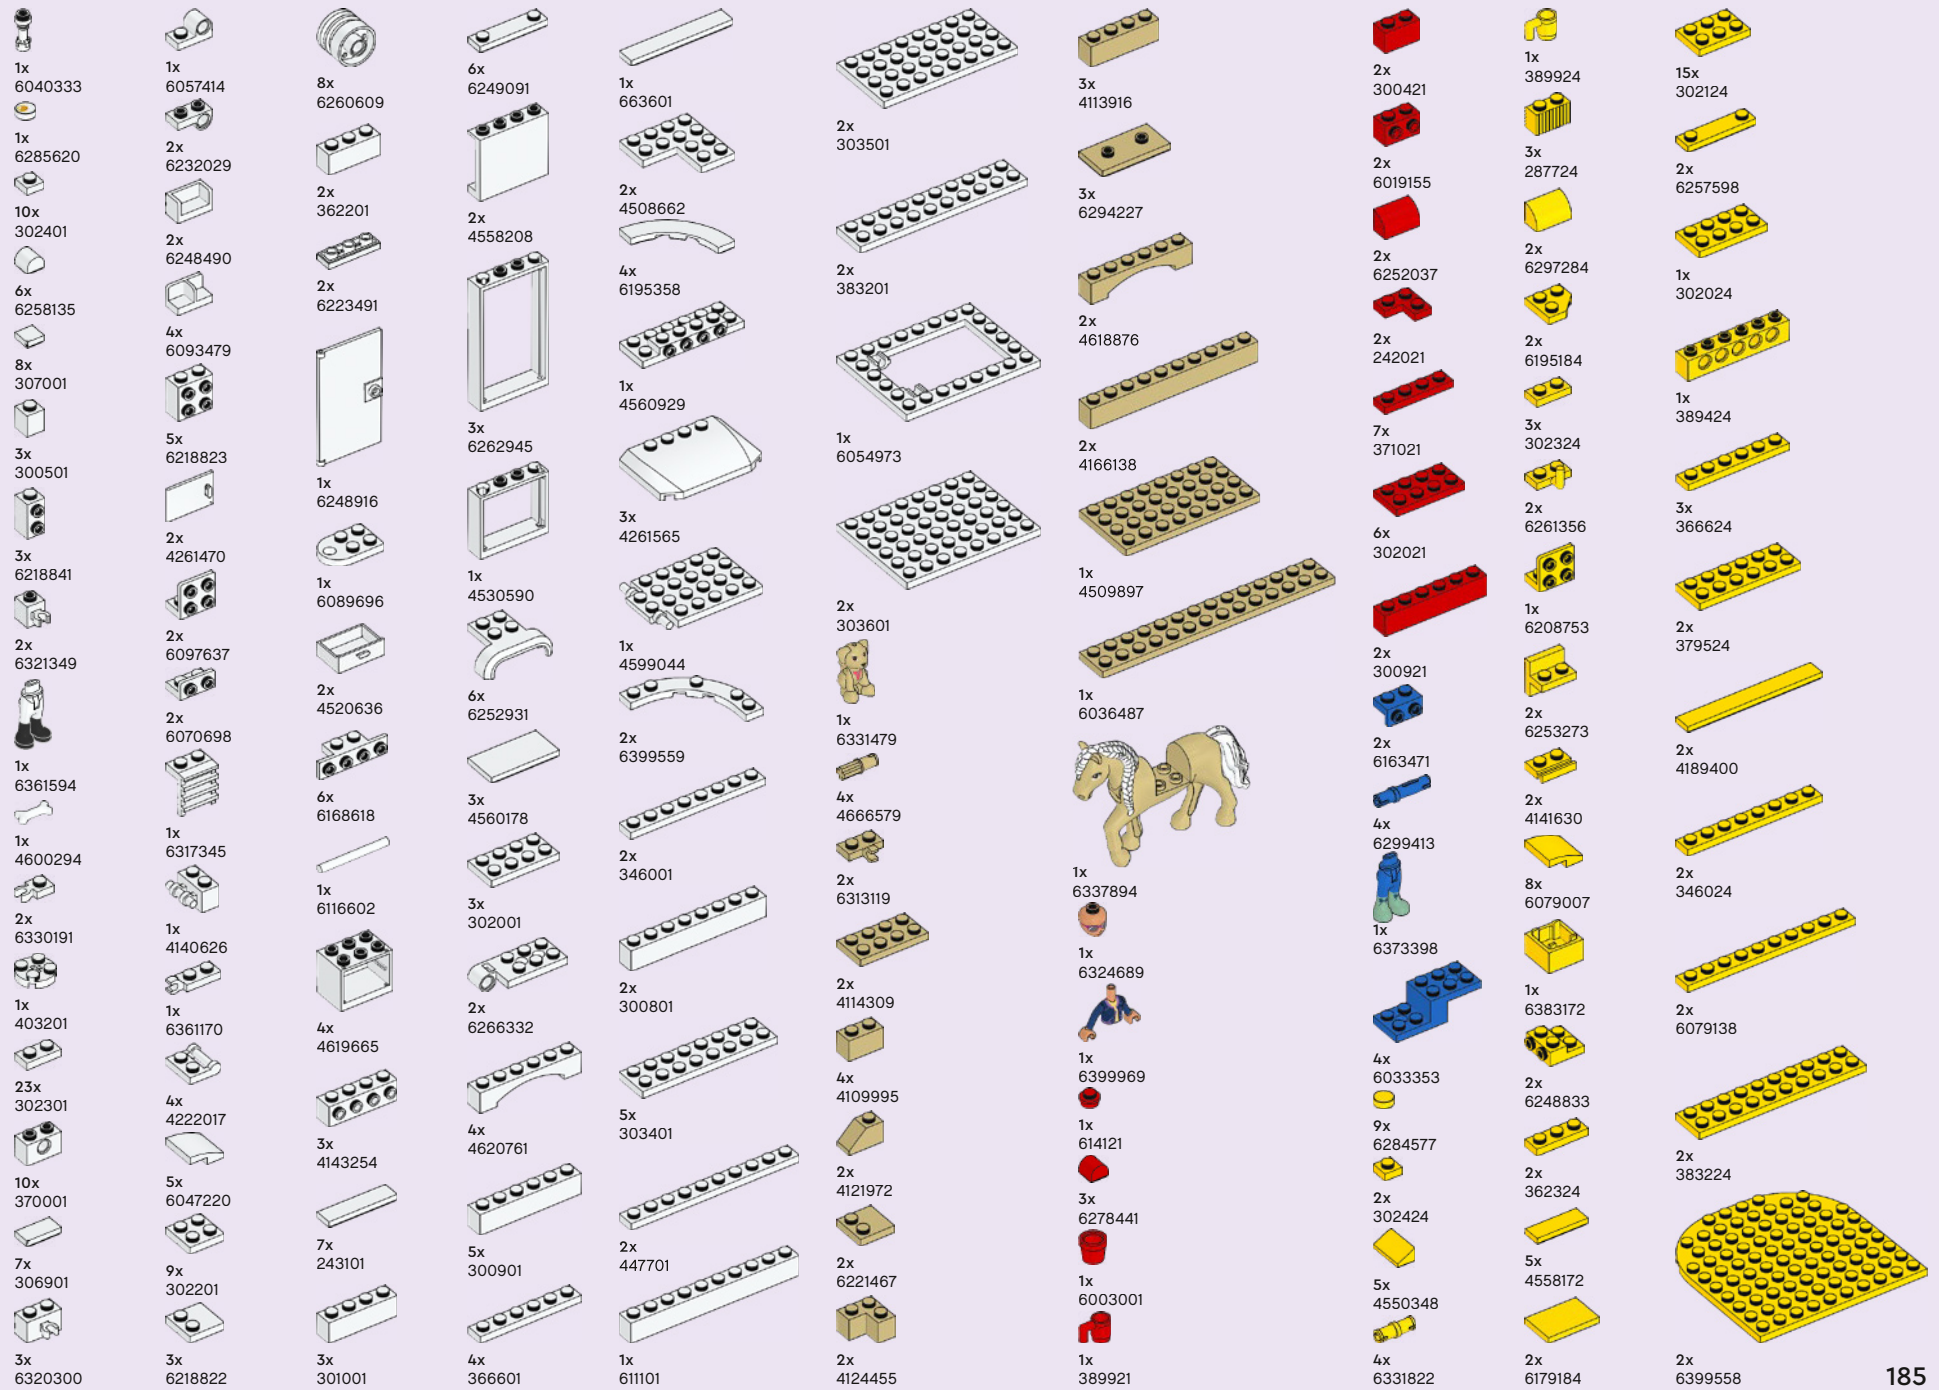 1x
6040333
1x
6285620
10x
302401
6x
6258135
8x
307001
3x
300501
3x
6218841
2x
6321349
1x
6361594
1x
4600294
2x
6330191
1x
403201
23x
302301
10x
370001
7x
306901
3x
6320300
1x
6057414
2x
6232029
2x
6248490
4x
6093479
5x
6218823
2x
4261470
2x
6097637
2x
6070698
1x
6317345
1x
4140626
1x
6361170
4x
4222017
5x
6047220
9x
302201
3x
6218822
8x
6260609
2x
362201
2x
6223491
1x
6248916
1x
6089696
2x
4520636
6x
6168618
1x
6116602
4x
4619665
3x
4143254
7x
243101
3x
301001
6x
6249091
2x
4558208
3x
6262945
1x
4530590
6x
6252931
3x
4560178
3x
302001
2x
6266332
4x
4620761
5x
300901
4x
366601
1x
663601
2x
4508662
4x
6195358
1x
4560929
3x
4261565
1x
4599044
2x
6399559
2x
346001
2x
300801
5x
303401
2x
447701
1x
611101
2x
303501
2x
383201
1x
6054973
2x
303601
1x
6331479
4x
4666579
2x
6313119
2x
4114309
4x
4109995
2x
4121972
2x
6221467
2x
4124455
3x
4113916
3x
6294227
2x
4618876
2x
4166138
1x
4509897
1x
6036487
1x
6337894
1x
6324689
1x
6399969
1x
614121
3x
6278441
1x
6003001
1x
389921
2x
300421
2x
6019155
2x
6252037
2x
242021
7x
371021
6x
302021
2x
300921
2x
6163471
4x
6299413
1x
6373398
4x
6033353
9x
6284577
2x
302424
5x
4550348
4x
6331822
1x
389924
3x
287724
2x
6297284
2x
6195184
3x
302324
2x
6261356
1x
6208753
2x
6253273
2x
4141630
8x
6079007
1x
6383172
2x
6248833
2x
362324
5x
4558172
2x
6179184
15x
302124
2x
6257598
1x
302024
1x
389424
3x
366624
2x
379524
2x
4189400
2x
346024
2x
6079138
2x
383224
2x
6399558
185